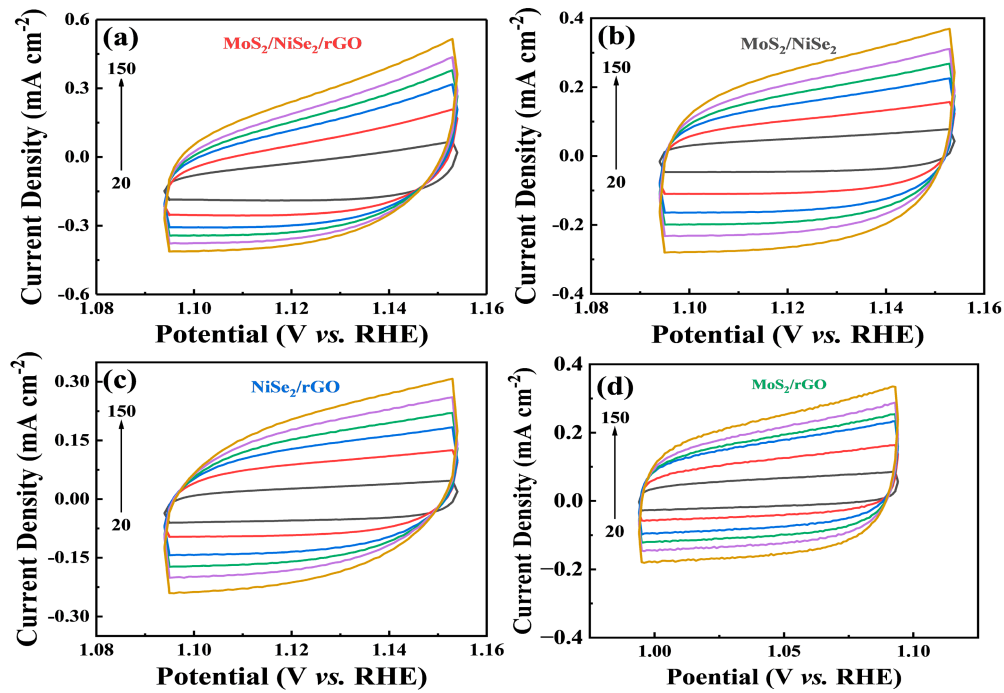 (a)
MoS₂/NiSe₂/rGO
150
20
0.6
0.3
0.0
-0.3
-0.6
1.08
1.10
1.12
1.14
1.16
Current Density (mA cm⁻²)
Potential (V vs. RHE)
(b)
MoS₂/NiSe₂
150
20
0.4
0.2
0.0
-0.2
-0.4
1.08
1.10
1.12
1.14
1.16
Current Density (mA cm⁻²)
Potential (V vs. RHE)
(c)
NiSe₂/rGO
150
20
0.30
0.15
0.00
-0.15
-0.30
1.08
1.10
1.12
1.14
1.16
Current Density (mA cm⁻²)
Potential (V vs. RHE)
(d)
MoS₂/rGO
150
20
0.4
0.2
0.0
−0.2
−0.4
1.00
1.05
1.10
Current Density (mA cm⁻²)
Poential (V vs. RHE)